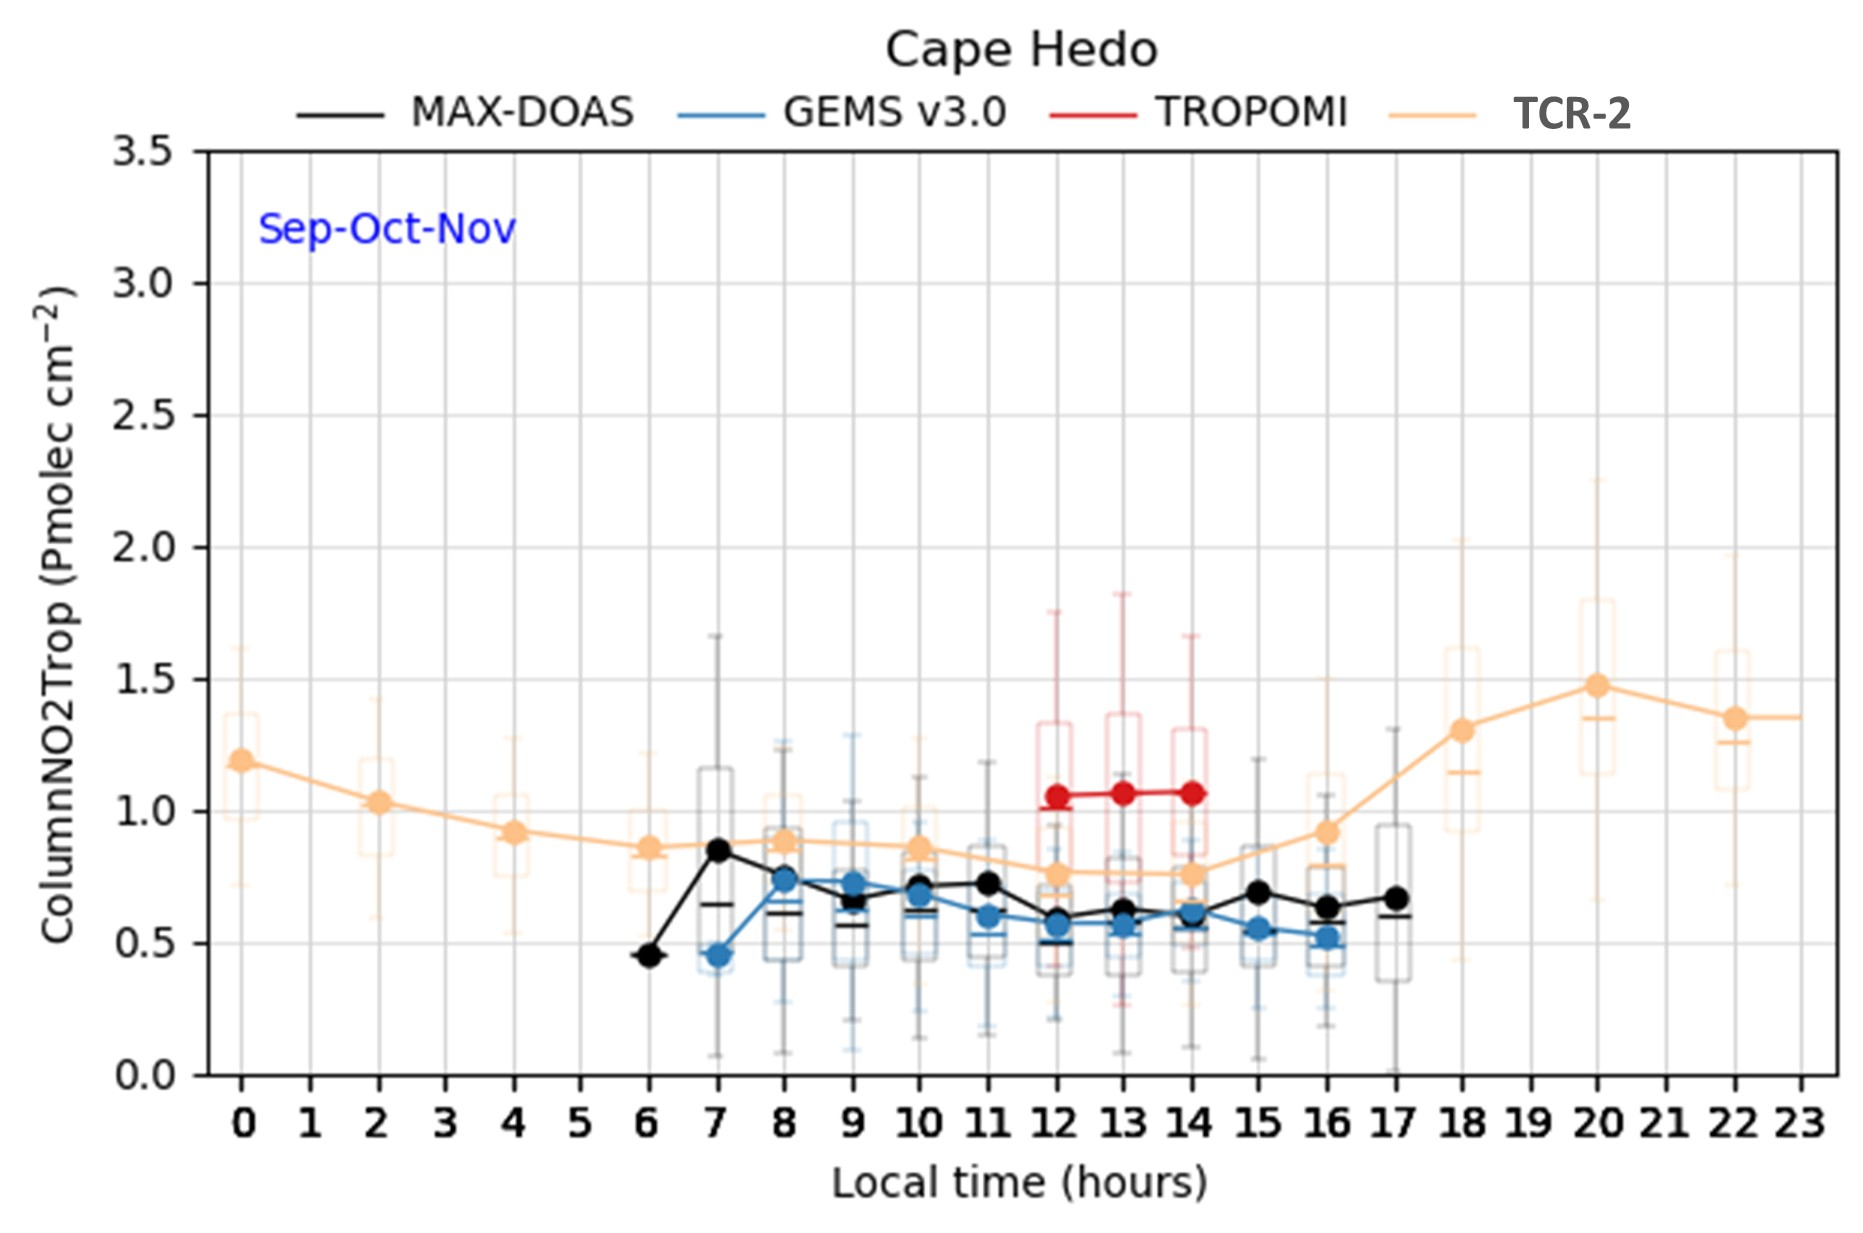 Cape Hedo
MAX-DOAS GEMS v3.0 TROPOMI TCR-2
Sep-Oct-Nov
3.5
3.0
2.5
2.0
1.5
1.0
0.5
0.0
ColumnNO2Trop (Pmolec cm⁻²)
0 1 2 3 4 5 6 7 8 9 10 11 12 13 14 15 16 17 18 19 20 21 22 23
Local time (hours)